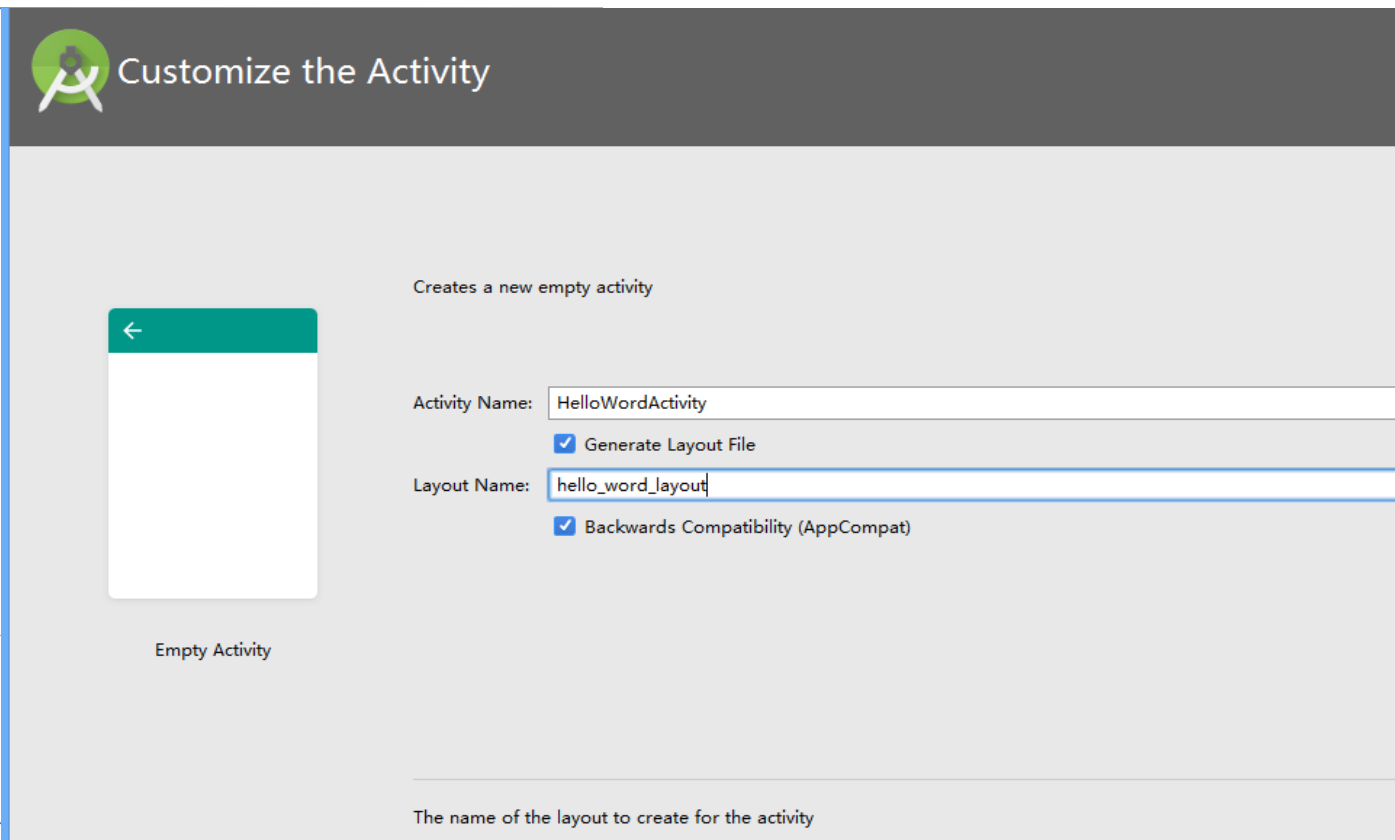 Customize the Activity
Creates a new empty activity
Activity Name: HelloWordActivity
Generate Layout File
Layout Name: hello_word_layout
Backwards Compatibility (AppCompat)
Empty Activity
The name of the layout to create for the activity